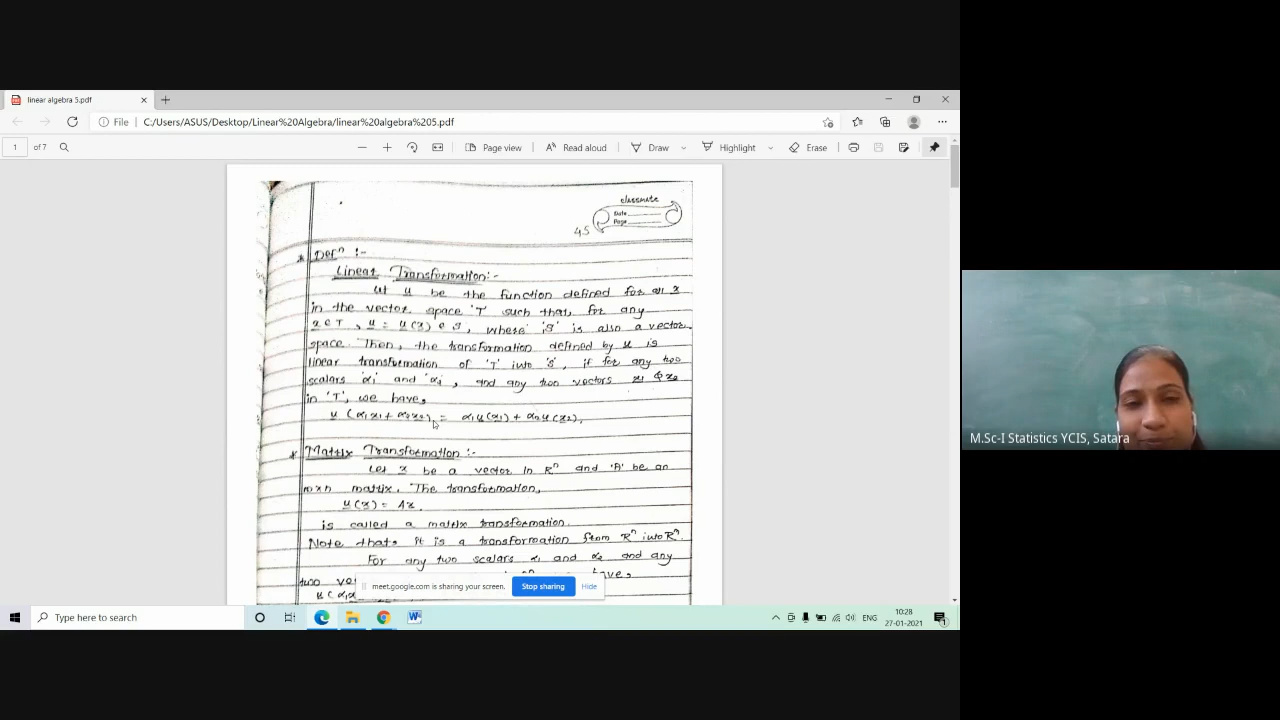 linear algebra 5.pdf
File C:/Users/ASUS/Desktop/Linear%20Algebra/linear%20algebra%205.pdf
1 of 7 Page view Read aloud Draw Highlight Erase
classmate
Date
Page
45
* Defn :-
Linear Transformation:-
Let u be the function defined for all x
in the vector space 'T' such that, for any
x ∈ T, u = u(x) ∈ S, where 'S' is also a vector
space. Then, the transformation defined by u is
linear transformation of 'T' into 'S', if for any two
scalars and , and any two vectors x1 & x2
in 'T', we have,
u (α1x1 + α2x2) = α1u(x1) + α2u(x2),
* Matrix Transformation :-
Let x be a vector in Rn and 'A' be an
mxn matrix. The transformation,
u(x) = Ax
is called a matrix transformation.
Note that, it is a transformation from Rn into
For any two scalars α1 and α2 and any
two
meet.google.com is sharing your screen. Stop sharing Hide
M.Sc-I Statistics YCIS, Satara
Type here to search
ENG
10:28
27-01-2021